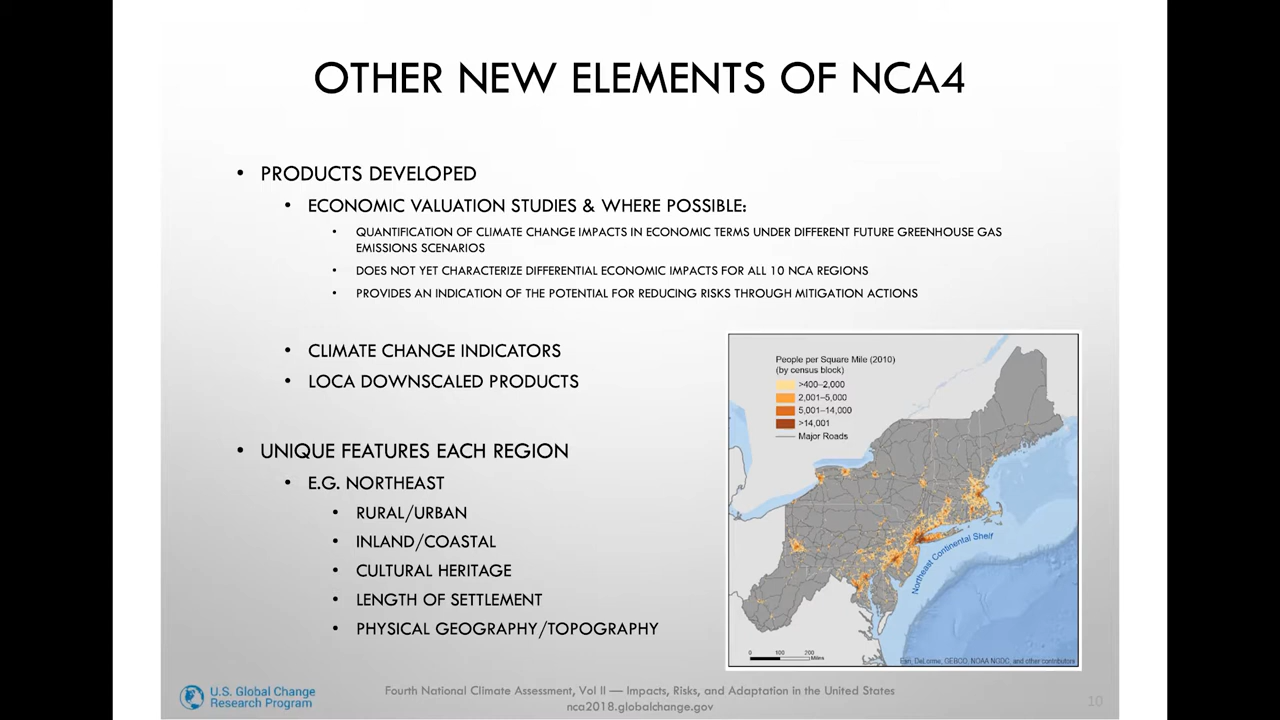 OTHER NEW ELEMENTS OF NCA4
• PRODUCTS DEVELOPED
• ECONOMIC VALUATION STUDIES & WHERE POSSIBLE:
• QUANTIFICATION OF CLIMATE CHANGE IMPACTS IN ECONOMIC TERMS UNDER DIFFERENT FUTURE GREENHOUSE GAS
EMISSIONS SCENARIOS
• DOES NOT YET CHARACTERIZE DIFFERENTIAL ECONOMIC IMPACTS FOR ALL 10 NCA REGIONS
• PROVIDES AN INDICATION OF THE POTENTIAL FOR REDUCING RISKS THROUGH MITIGATION ACTIONS
• CLIMATE CHANGE INDICATORS
• LOCA DOWNSCALED PRODUCTS
• UNIQUE FEATURES EACH REGION
• E.G. NORTHEAST
• RURAL/URBAN
• INLAND/COASTAL
• CULTURAL HERITAGE
• LENGTH OF SETTLEMENT
• PHYSICAL GEOGRAPHY/TOPOGRAPHY
People per Square Mile (2010)
(by census block)
>400–2,000
2,001–5,000
5,001–14,000
>14,001
Major Roads
Northeast Continental Shelf
0 100 200
Miles
Esri, DeLorme, GEBCO, NOAA NGDC, and other contributors
U.S. Global Change
Research Program
Fourth National Climate Assessment, Vol II — Impacts, Risks, and Adaptation in the United States
nca2018.globalchange.gov
10